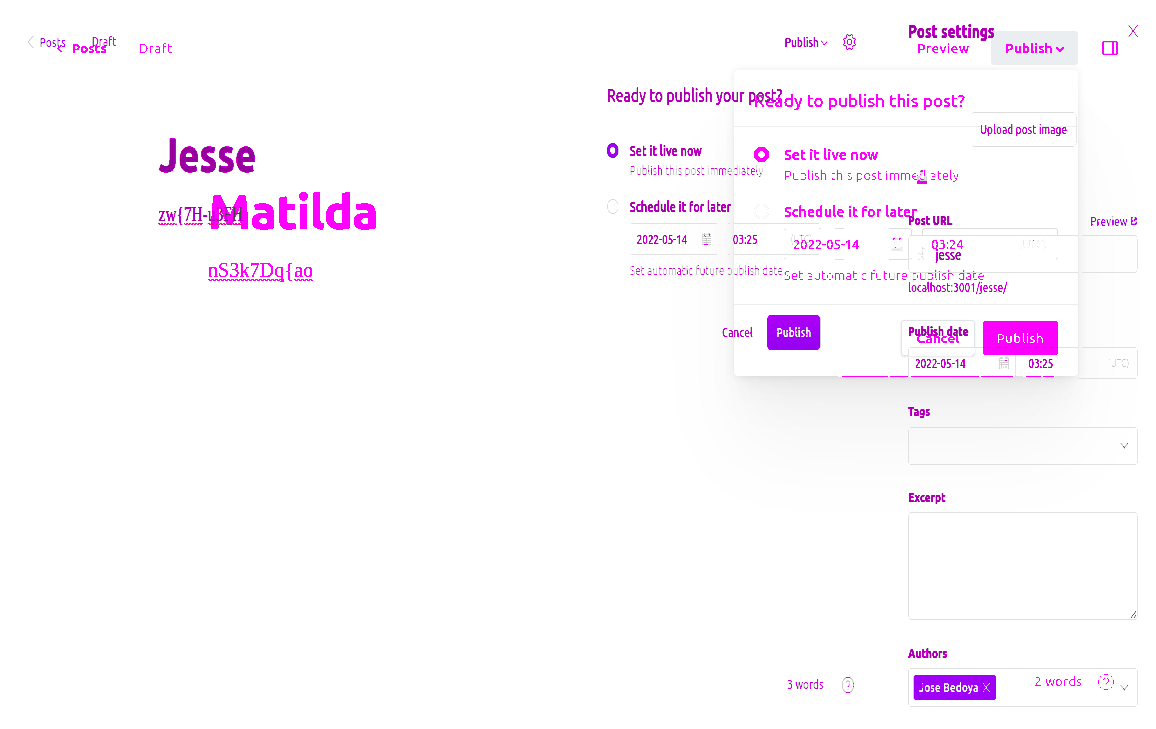 Post settings
Posts Draft
Posts Draft
Publish
Preview
Publish
Ready to publish your post?
Ready to publish this post?
Upload post image
Jesse
Matilda
Set it live now
Publish this post immediately
Set it live now
Publish this post immediately
Schedule it for later
Schedule it for later
Post URL
Preview
2022-05-14 03:25
2022-05-14 03:24
jesse
Set automatic future publish date
Set automatic future publish date
nS3k7Dq{ao
localhost:3001/jesse/
Cancel
Publish
Publish date
Cancel
Publish
2022-05-14
03:25
(UTC)
Tags
Excerpt
Authors
Jose Bedoya
3 words
2 words